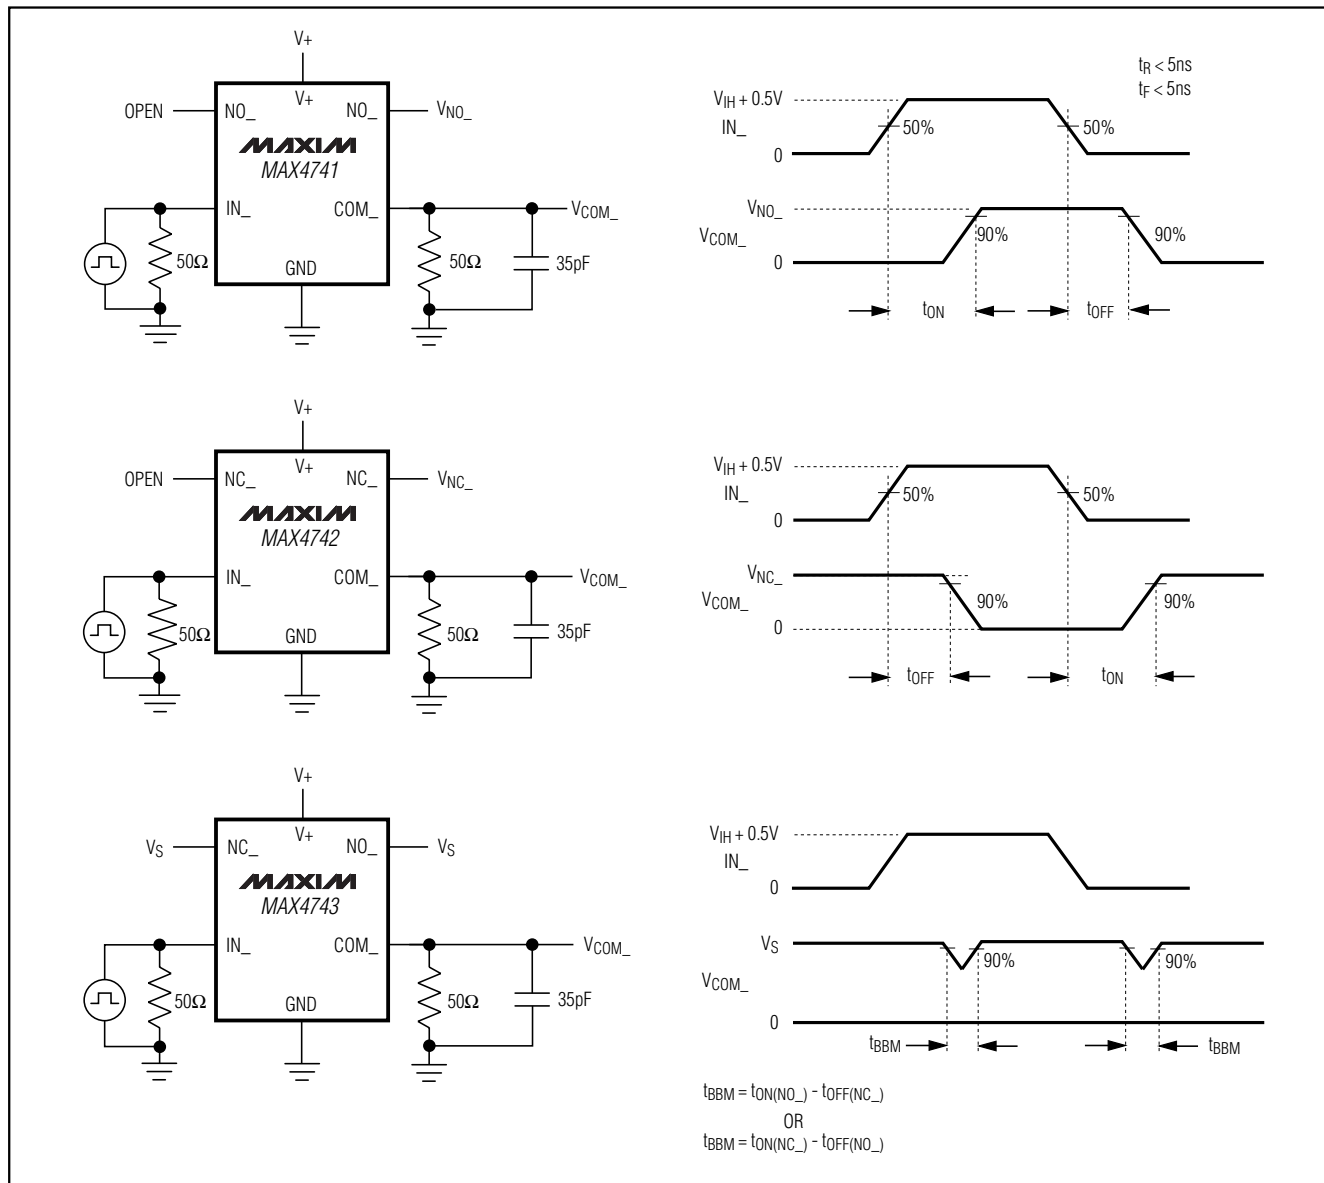 V+
OPEN
NO_
V+
NO_
VNO_
MAXIM
MAX4741
IN_
COM_
VCOM_
50Ω
GND
50Ω
35pF
tR < 5ns
tF < 5ns
VIH + 0.5V
IN_
0
50%
50%
VNO_
VCOM_
0
90%
90%
tON
tOFF
V+
OPEN
NC_
V+
NC_
VNC_
MAXIM
MAX4742
IN_
COM_
VCOM_
50Ω
GND
50Ω
35pF
VIH + 0.5V
IN_
0
50%
50%
VNC_
VCOM_
0
90%
90%
tOFF
tON
V+
VS
NC_
V+
NO_
VS
MAXIM
MAX4743
IN_
COM_
VCOM_
50Ω
GND
50Ω
35pF
VIH + 0.5V
IN_
0
VS
VCOM_
0
90%
90%
tBBM
tBBM
tBBM = tON(NO_) - tOFF(NC_)
OR
tBBM = tON(NC_) - tOFF(NO_)